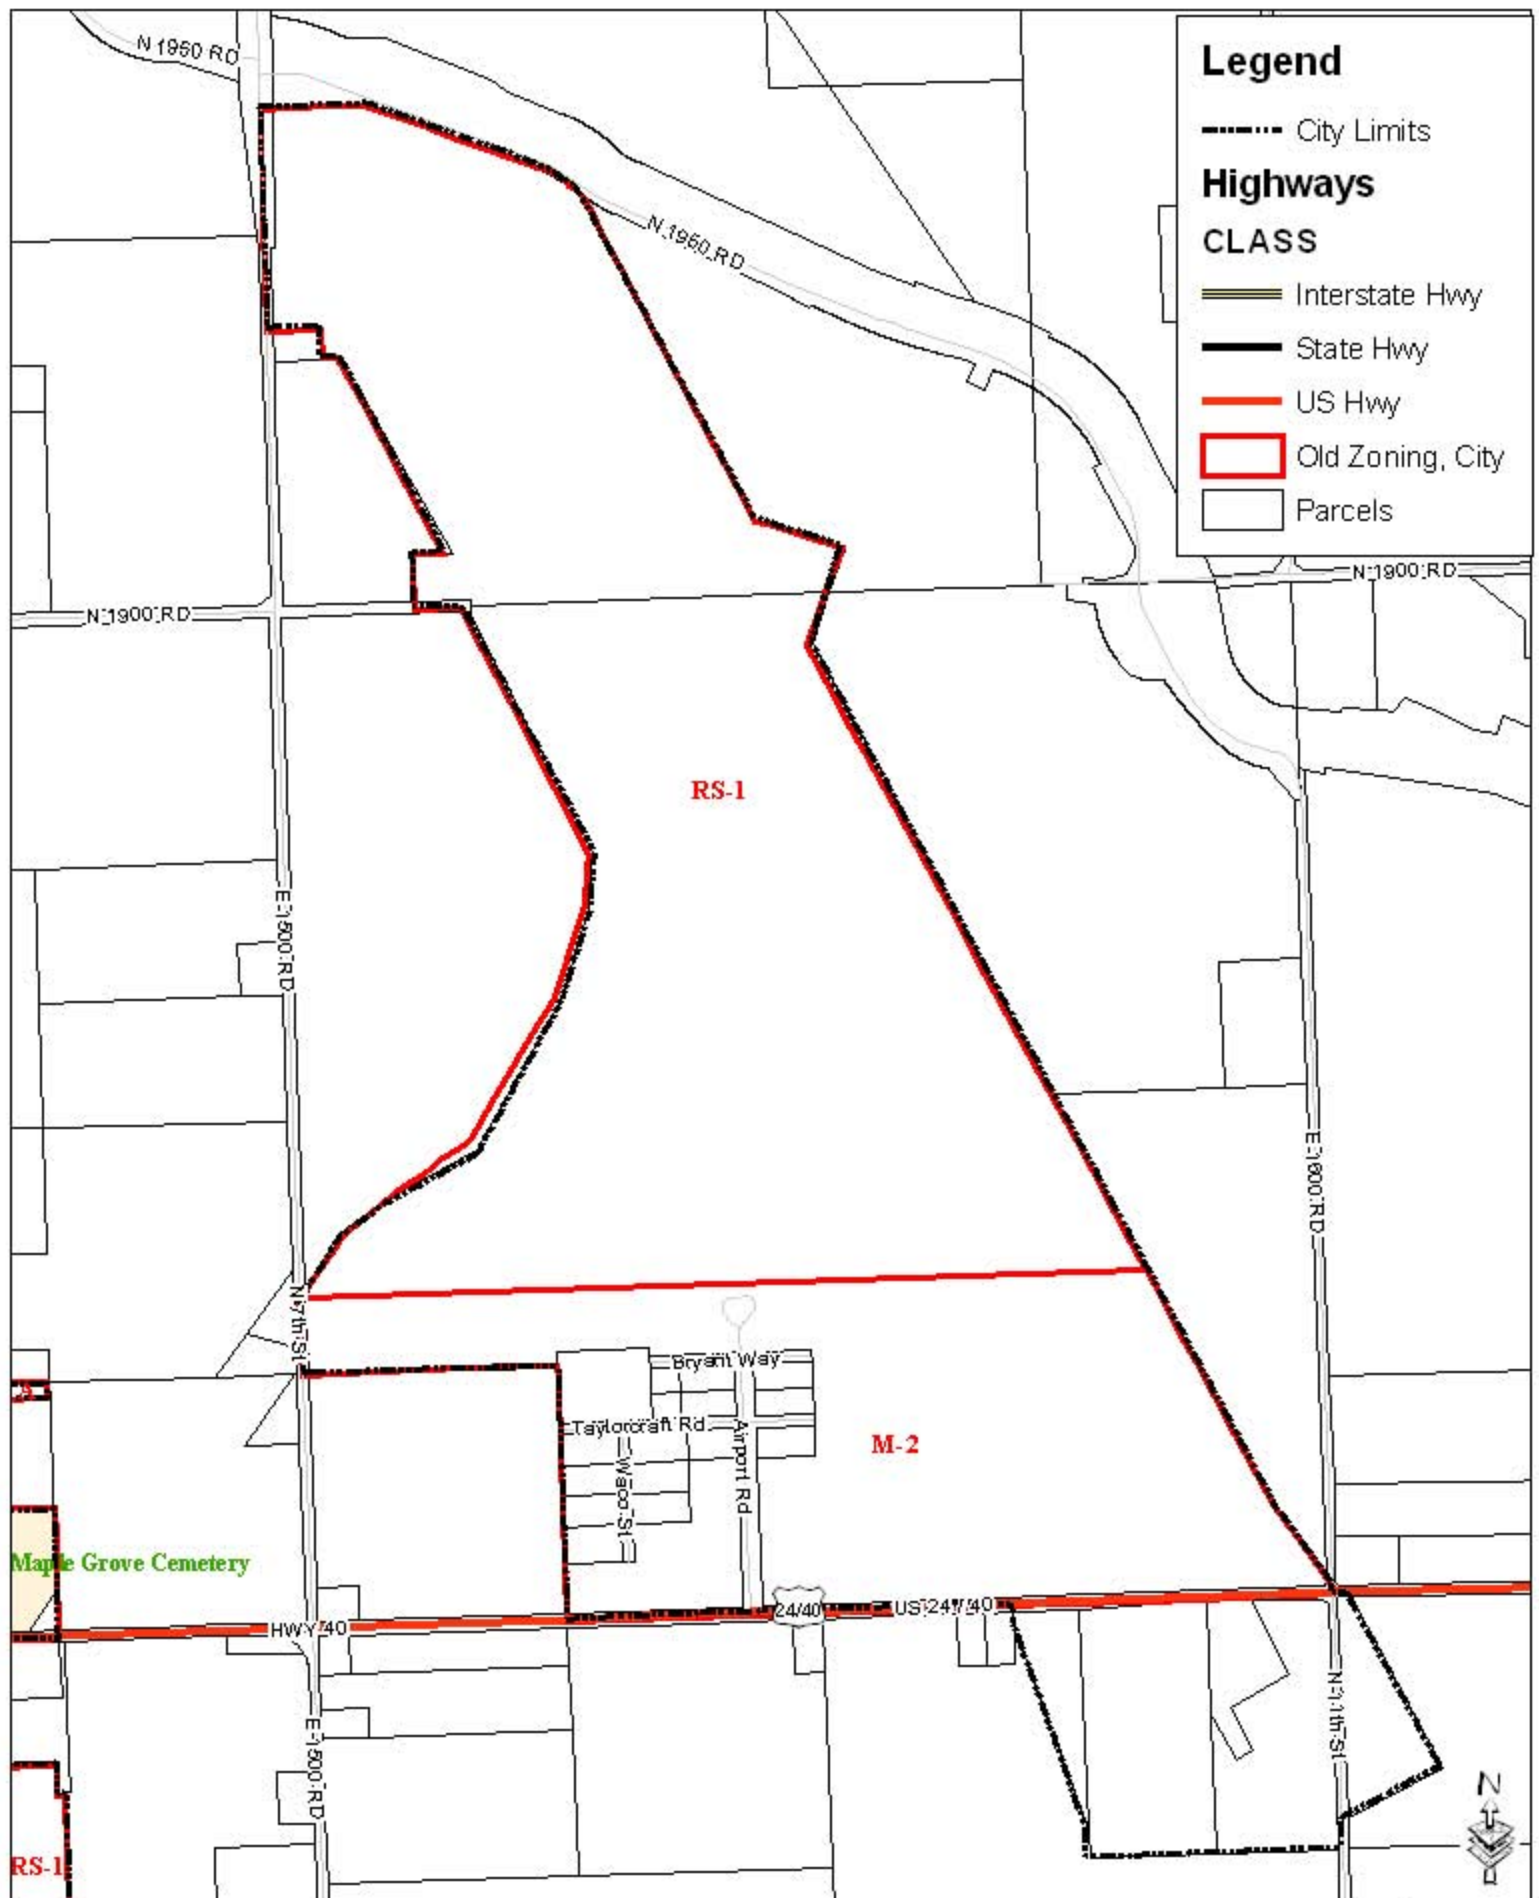 N 1950 RD
Legend
City Limits
Highways
CLASS
Interstate Hwy
State Hwy
US Hwy
Old Zoning, City
Parcels
N 1950 RD
N 1900 RD
N 1900 RD
RS-1
E 1500 RD
E 1600 RD
N 7th St
Bryant Way
A
Taylorcraft Rd
Airport Rd
M-2
Waco St
Maple Grove Cemetery
24/40
US 24 / 40
HWY 40
N 11th St
E 1500 RD
N
RS-1